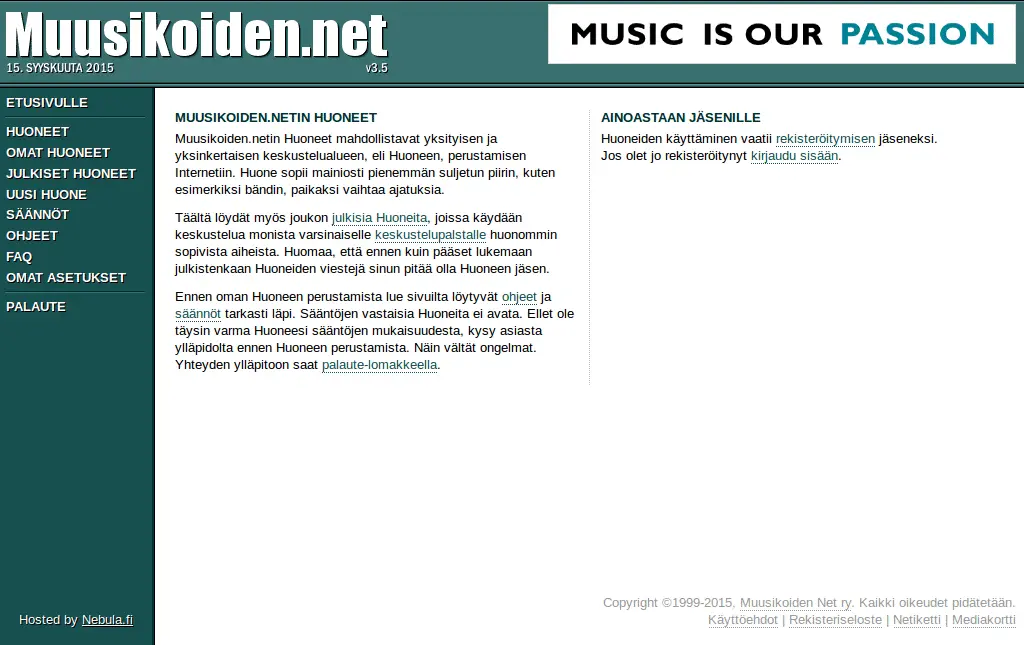 Muusikoiden.net
15. SYYSKUUTA 2015
v3.5
MUSIC IS OUR PASSION
ETUSIVULLE
HUONEET
OMAT HUONEET
JULKISET HUONEET
UUSI HUONE
SÄÄNNÖT
OHJEET
FAQ
OMAT ASETUKSET
PALAUTE
Hosted by Nebula.fi
MUUSIKOIDEN.NETIN HUONEET
Muusikoiden.netin Huoneet mahdollistavat yksityisen ja
yksinkertaisen keskustelualueen, eli Huoneen, perustamisen
Internetiin. Huone sopii mainiosti pienemmän suljetun piirin, kuten
esimerkiksi bändin, paikaksi vaihtaa ajatuksia.
Täältä löydät myös joukon julkisia Huoneita, joissa käydään
keskustelua monista varsinaiselle keskustelupalstalle huonommin
sopivista aiheista. Huomaa, että ennen kuin pääset lukemaan
julkistenkaan Huoneiden viestejä sinun pitää olla Huoneen jäsen.
Ennen oman Huoneen perustamista lue sivuilta löytyvät ohjeet ja
säännöt tarkasti läpi. Sääntöjen vastaisia Huoneita ei avata. Ellet ole
täysin varma Huoneesi sääntöjen mukaisuudesta, kysy asiasta
ylläpidolta ennen Huoneen perustamista. Näin vältät ongelmat.
Yhteyden ylläpitoon saat palaute-lomakkeella.
AINOASTAAN JÄSENILLE
Huoneiden käyttäminen vaatii rekisteröitymisen jäseneksi.
Jos olet jo rekisteröitynyt kirjaudu sisään.
Copyright ©1999-2015, Muusikoiden Net ry. Kaikki oikeudet pidätetään.
Käyttöehdot | Rekisteriseloste | Netiketti | Mediakortti